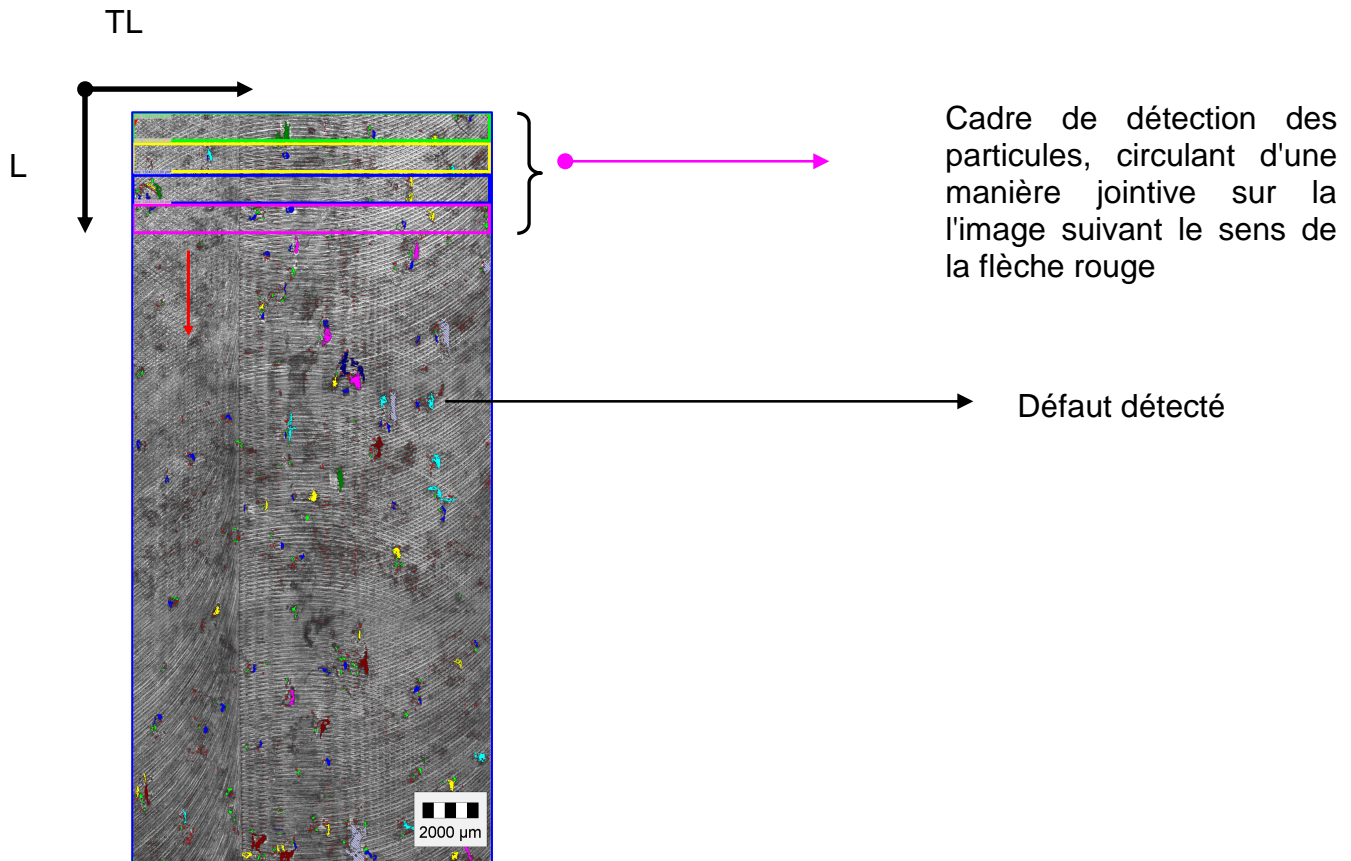 TL
L
Cadre de détection des
particules, circulant d'une
manière jointive sur la
l'image suivant le sens de
la flèche rouge
Défaut détecté
2000 µm